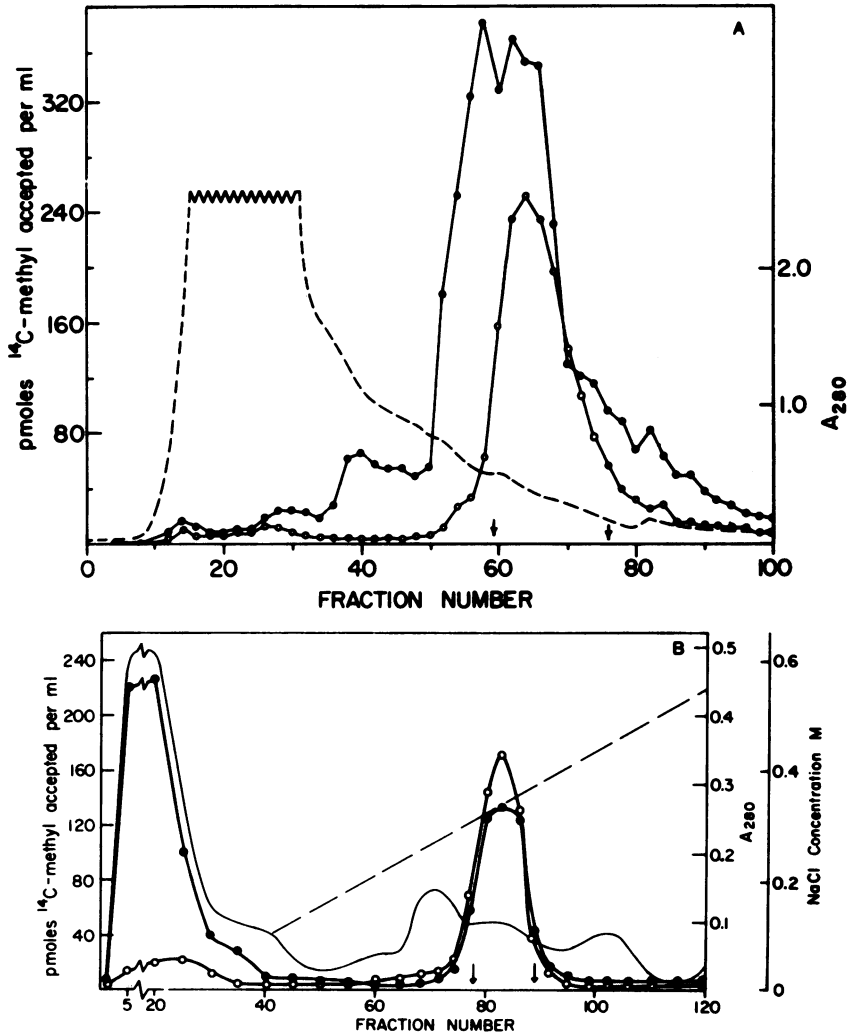 A
pmoles ¹⁴C-methyl accepted per ml
320
240
160
80
2.0
1.0
A₂₈₀
0 20 40 60 80 100
FRACTION NUMBER
B
pmoles ¹⁴C-methyl accepted per ml
240
200
160
120
80
40
0.5
0.4
0.3
0.2
0.1
0
A₂₈₀
0.6
0.4
0.2
0
NaCl Concentration M
5 20 40 60 80 100 120
FRACTION NUMBER